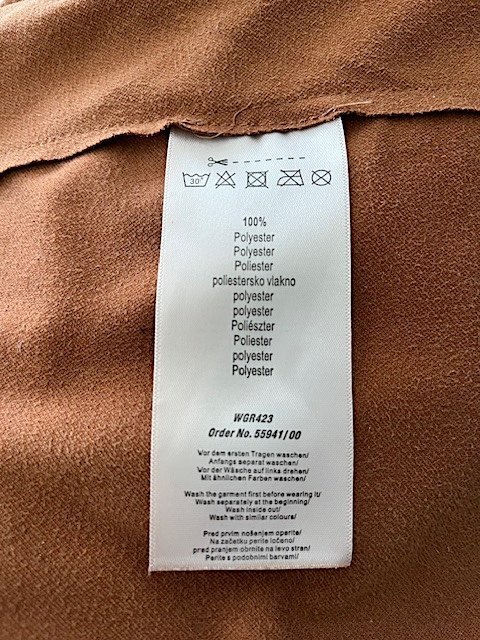 30°
100%
Polyester
Polyester
Poliester
poliestersko vlakno
polyester
polyester
Poliészter
Poliester
polyester
Polyester
WGR423
Order No. 55941/00
Vor dem ersten Tragen waschen/
Anfangs separat waschen/
Vor der Wäsche auf links drehen/
Mit ähnlichen Farben waschen/
Wash the garment first before wearing it/
Wash separately at the beginning/
Wash inside out/
Wash with similar colours/
Pred prvim nošenjem operite/
Na začetku perite ločeno/
pred pranjem obrnite na levo stran/
Perite s podobnimi barvami/